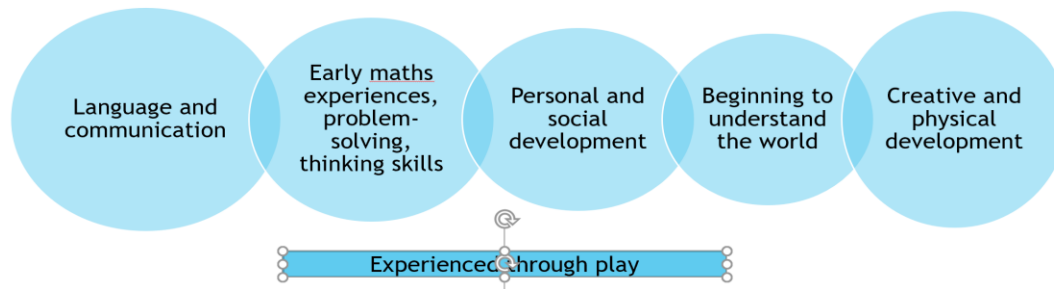 Language and
communication
Early maths
experiences,
problem-
solving,
thinking skills
Personal and
social
development
Beginning to
understand
the world
Creative and
physical
development
Experienced through play